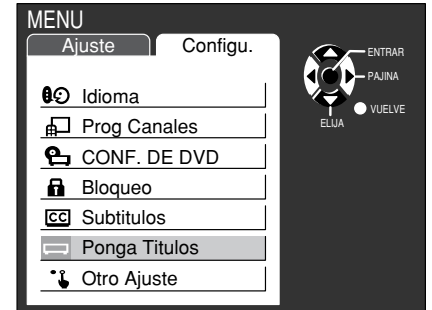 MENU
Ajuste
Configu.
Idioma
Prog Canales
CONF. DE DVD
Bloqueo
CC Subtitulos
Ponga Titulos
Otro Ajuste
ENTRAR
PAJINA
VUELVE
ELIJA